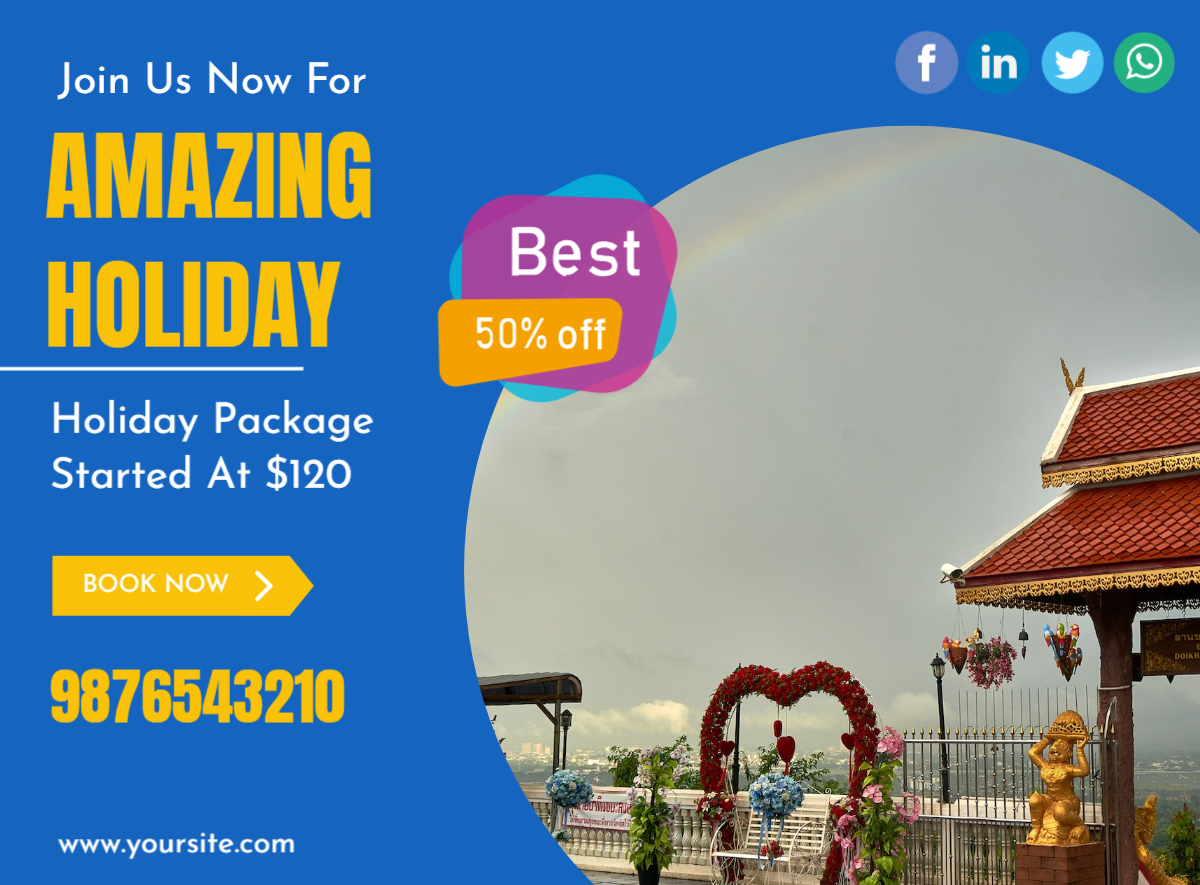 Join Us Now For
AMAZING
HOLIDAY
Best
50% off
Holiday Package
Started At $120
BOOK NOW
9876543210
www.yoursite.com
f
in